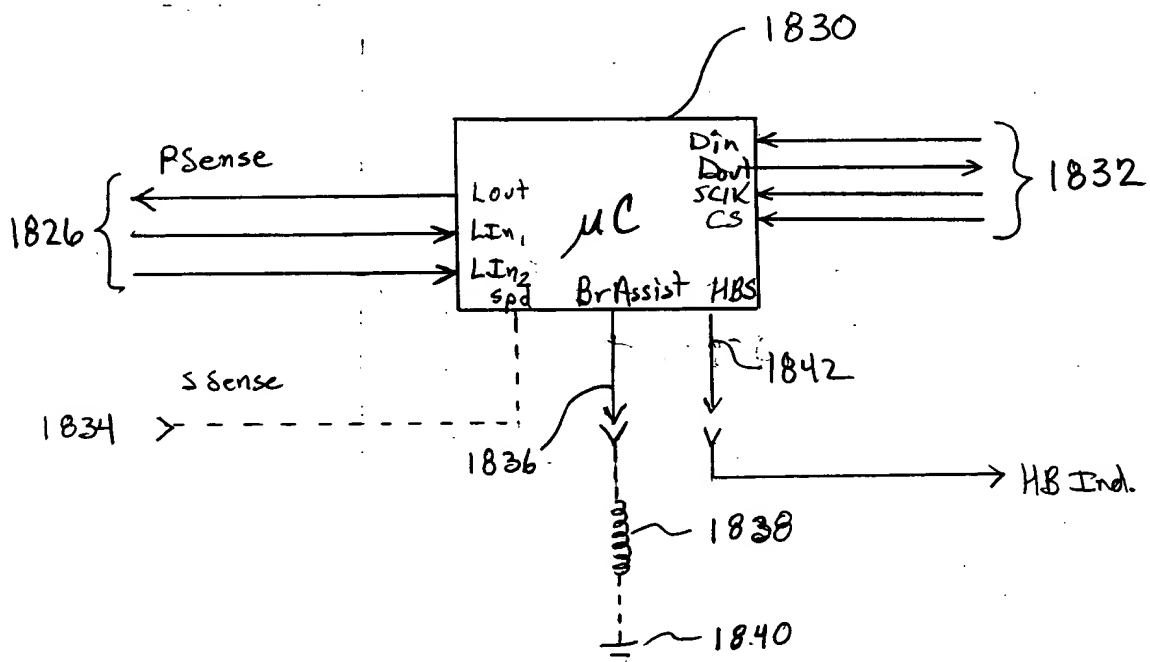 1830
PSense
1826
Lout
LIn1
LIn2
spd
μC
BrAssist
HBS
Din
Dout
SCLK
CS
1832
1842
S Sense
1834
1836
HB Ind.
1838
1840